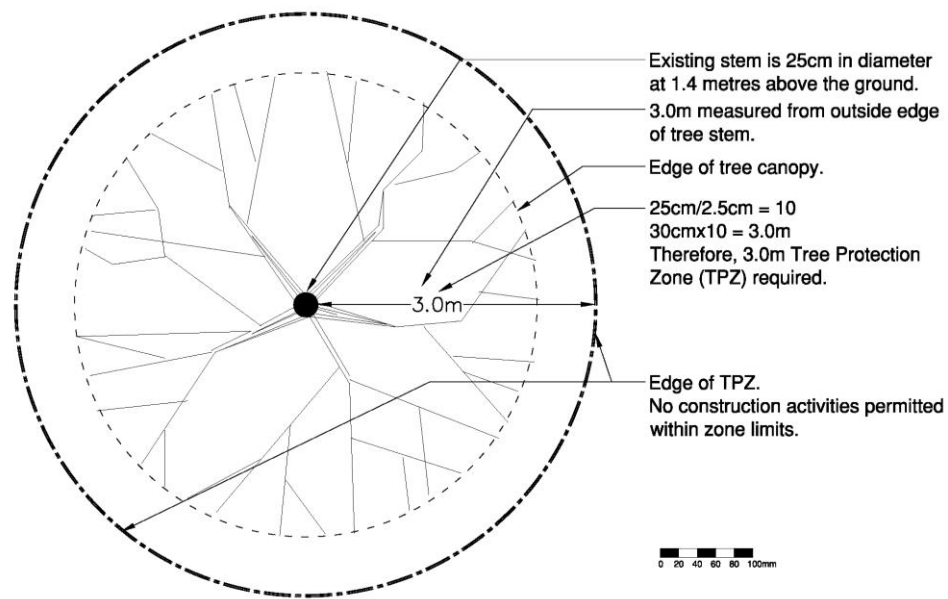 Existing stem is 25cm in diameter
at 1.4 metres above the ground.
3.0m measured from outside edge
of tree stem.
Edge of tree canopy.
25cm/2.5cm = 10
30cmx10 = 3.0m
Therefore, 3.0m Tree Protection
Zone (TPZ) required.
3.0m
Edge of TPZ.
No construction activities permitted
within zone limits.
0 20 40 60 80 100mm